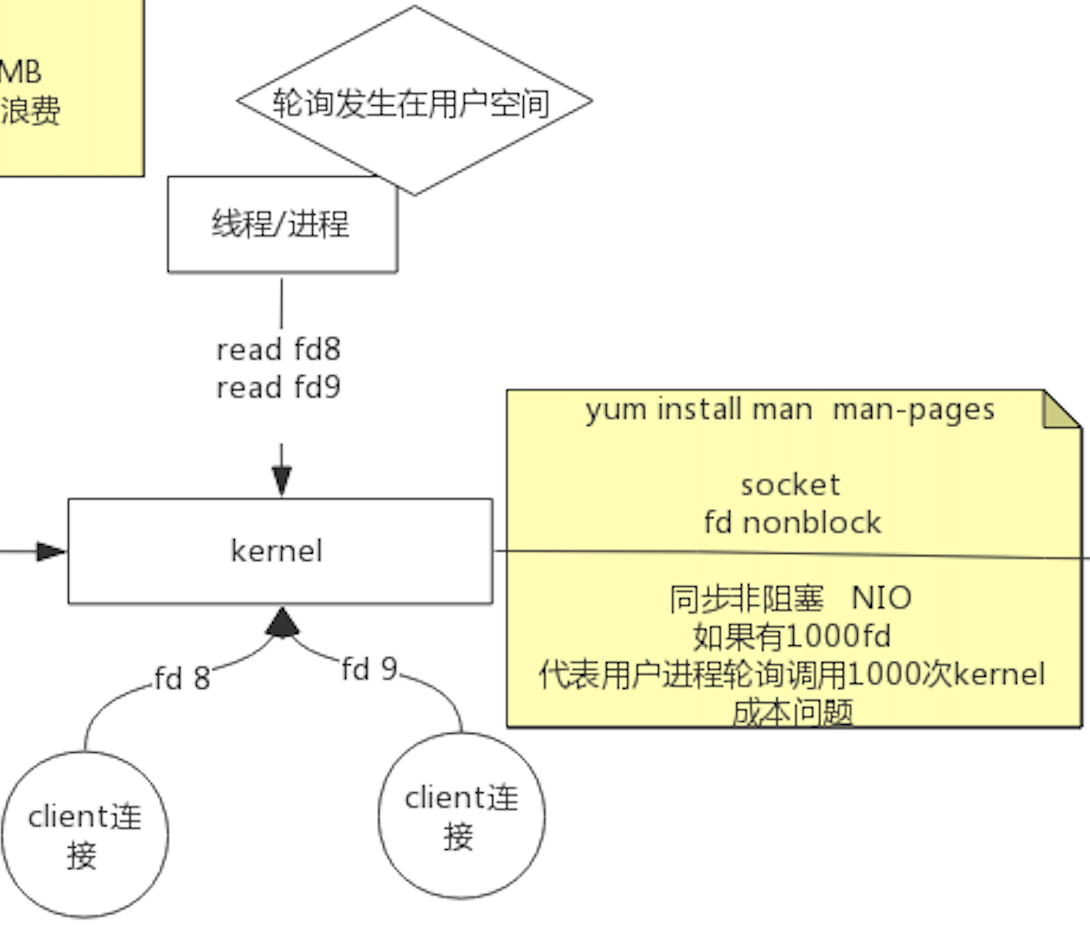 MB
浪费
轮询发生在用户空间
线程/进程
read fd8
read fd9
yum install man  man-pages
socket
fd nonblock
kernel
同步非阻塞   NIO
如果有1000fd
代表用户进程轮询调用1000次kernel
成本问题
fd 8
fd 9
client连
接
client连
接